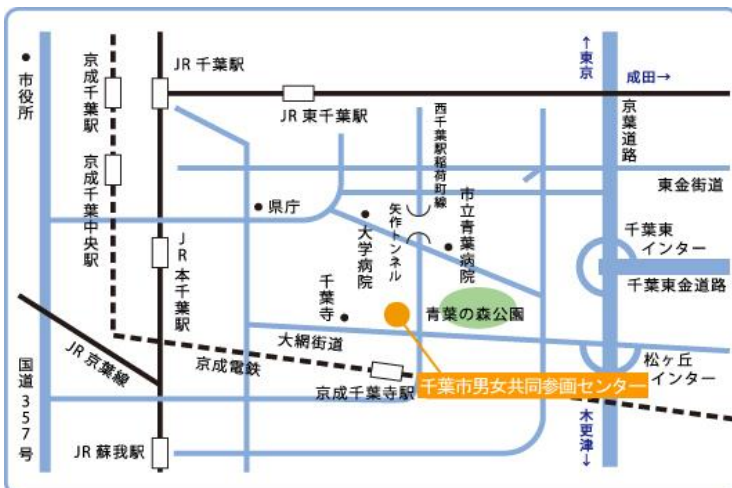 市役所
京成千葉駅
JR 千葉駅
JR 東千葉駅
↑東京
成田→
京葉道路
西千葉駅稲荷町線
東金街道
京成千葉中央駅
県庁
大学病院
矢作トンネル
市立青葉病院
千葉東
インター
千葉東金道路
JR 本千葉駅
千葉寺
青葉の森公園
大網街道
JR 京葉線
京成電鉄
京成千葉寺駅
千葉市男女共同参画センター
松ヶ丘
インター
国道357号
JR 蘇我駅
木更津↓